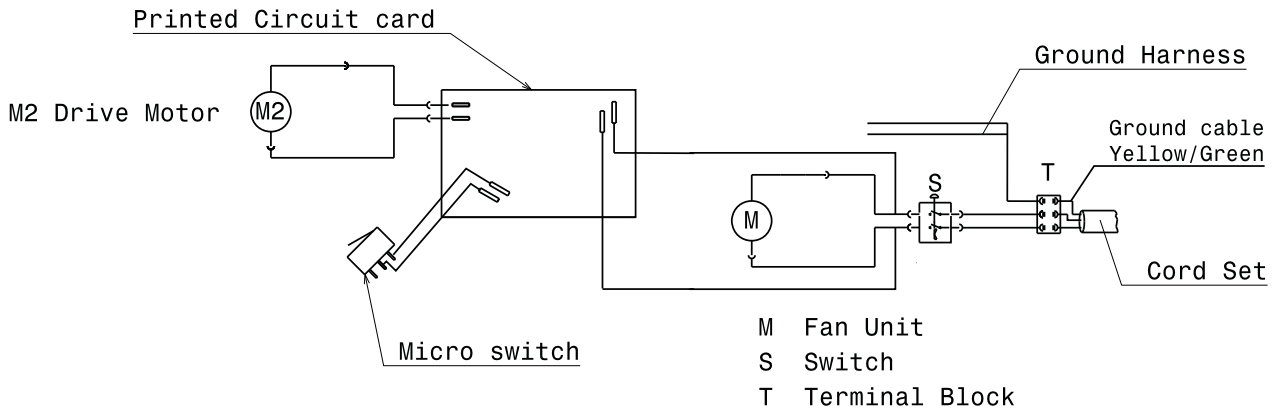 Printed Circuit card
Ground Harness
M2 Drive Motor
M2
Ground cable
Yellow/Green
T
S
M
Cord Set
Micro switch
M Fan Unit
S Switch
T Terminal Block